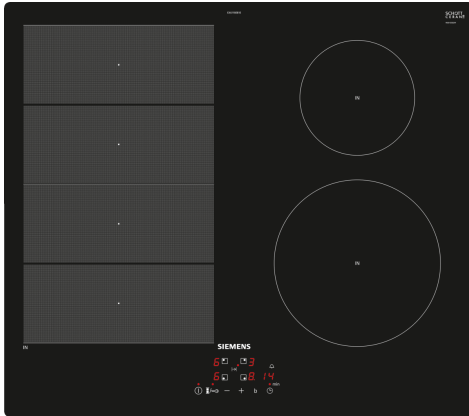 SCHOTT
CERAN®
IN
IN
IN
SIEMENS
6 3
6 8. 14
min
b